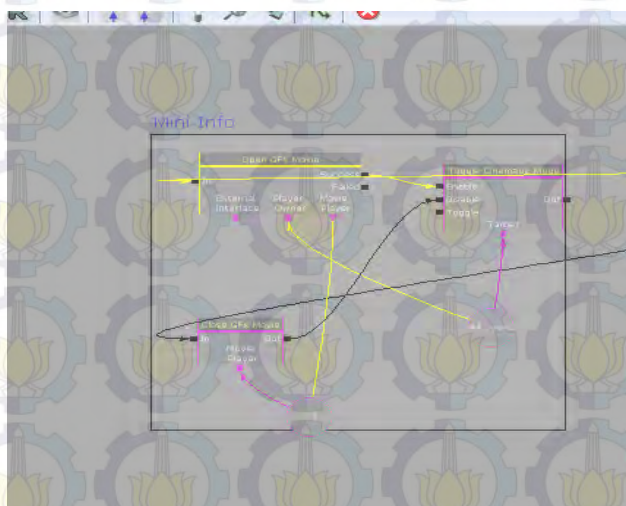 Mini Info
Open GFx Movie
In
Success
Failed
External
Interface
Player
Owner
Movie
Player
Toggle Cinematic Mode
Enable
Disable
Toggle
Out
Target
Close GFx Movie
In
Out
Movie
Player